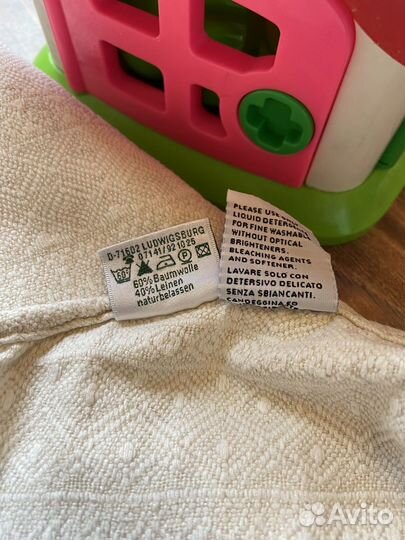 D-71602 LUDWIGSBURG
07141/921025
60
60% Baumwolle
40% Leinen
naturbelassen
PLEASE USE
LIQUID DETERGENT
FOR FINE WASHABLE
WITHOUT OPTICAL
BRIGHTENERS,
BLEACHING AGENTS
AND SOFTENER.
LAVARE SOLO CON
DETERSIVO DELICATO
SENZA SBIANCANTI,
Avito